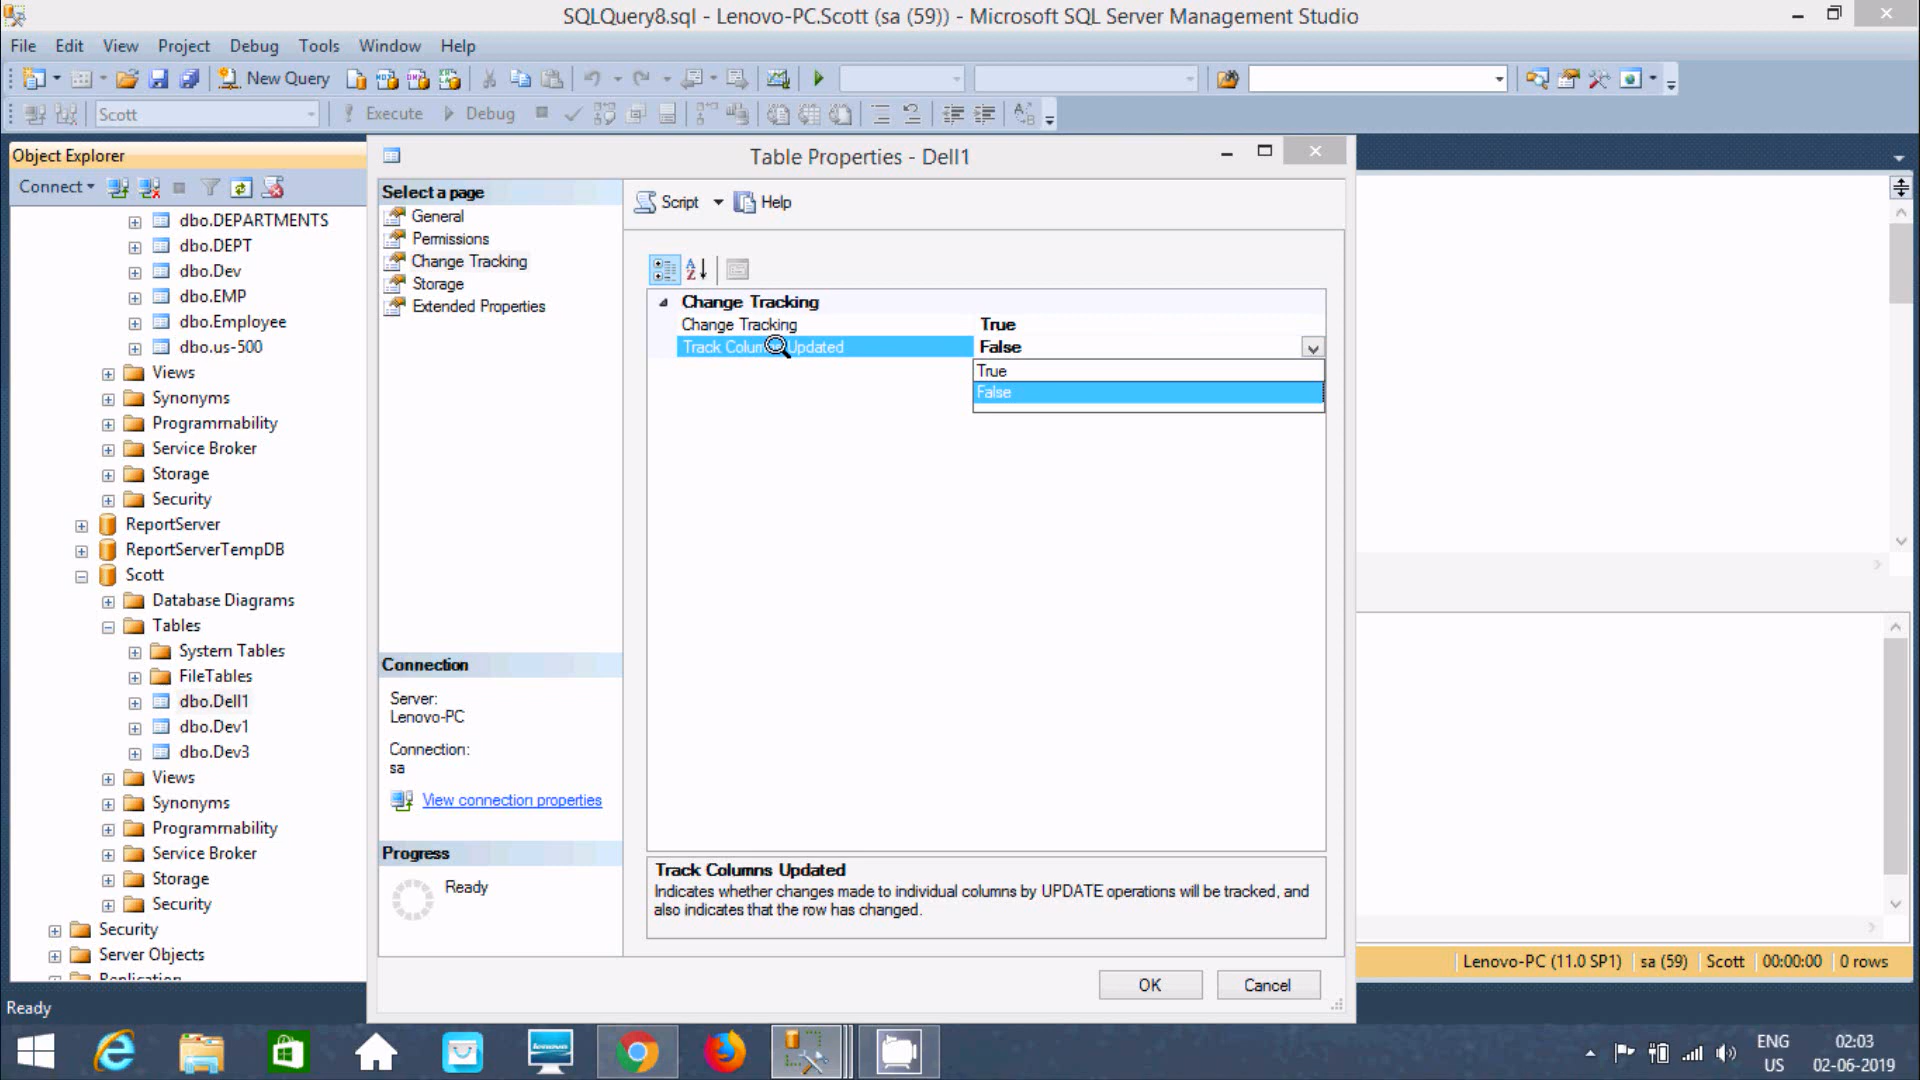 SQLQuery8.sql - Lenovo-PC.Scott (sa (59)) - Microsoft SQL Server Management Studio
File Edit View Project Debug Tools Window Help
New Query
Scott Execute Debug
Object Explorer
Connect
dbo.DEPARTMENTS
dbo.DEPT
dbo.Dev
dbo.EMP
dbo.Employee
dbo.us-500
Views
Synonyms
Programmability
Service Broker
Storage
Security
ReportServer
ReportServerTempDB
Scott
Database Diagrams
Tables
System Tables
FileTables
dbo.Dell1
dbo.Dev1
dbo.Dev3
Views
Synonyms
Programmability
Service Broker
Storage
Security
Security
Server Objects
Replication
Table Properties - Dell1
Select a page
General
Permissions
Change Tracking
Storage
Extended Properties
Connection
Server:
Lenovo-PC
Connection:
sa
View connection properties
Progress
Ready
Script Help
Change Tracking
Change Tracking True
Track Columns Updated False
True
False
Track Columns Updated
Indicates whether changes made to individual columns by UPDATE operations will be tracked, and
also indicates that the row has changed.
OK Cancel
Lenovo-PC (11.0 SP1) sa (59) Scott 00:00:00 0 rows
Ready
ENG
US
02:03
02-06-2019